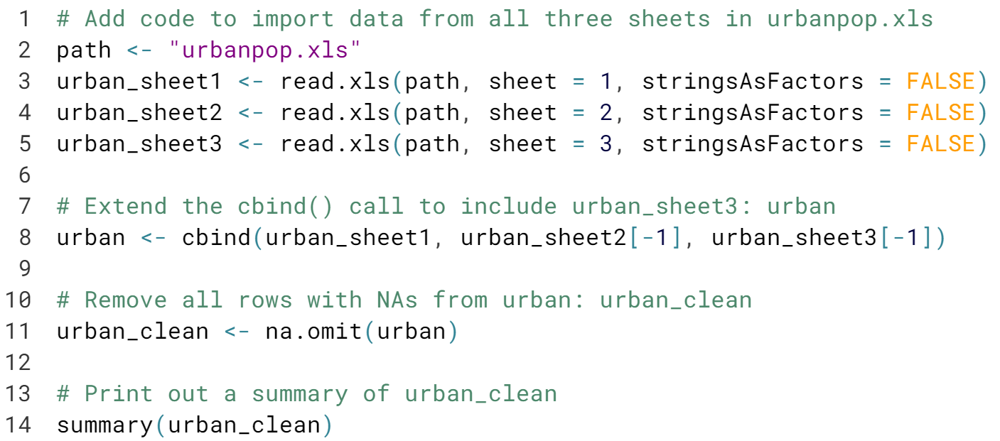 1 # Add code to import data from all three sheets in urbanpop.xls
2 path <- "urbanpop.xls"
3 urban_sheet1 <- read.xls(path, sheet = 1, stringsAsFactors = FALSE)
4 urban_sheet2 <- read.xls(path, sheet = 2, stringsAsFactors = FALSE)
5 urban_sheet3 <- read.xls(path, sheet = 3, stringsAsFactors = FALSE)
6
7 # Extend the cbind() call to include urban_sheet3: urban
8 urban <- cbind(urban_sheet1, urban_sheet2[-1], urban_sheet3[-1])
9
10 # Remove all rows with NAs from urban: urban_clean
11 urban_clean <- na.omit(urban)
12
13 # Print out a summary of urban_clean
14 summary(urban_clean)